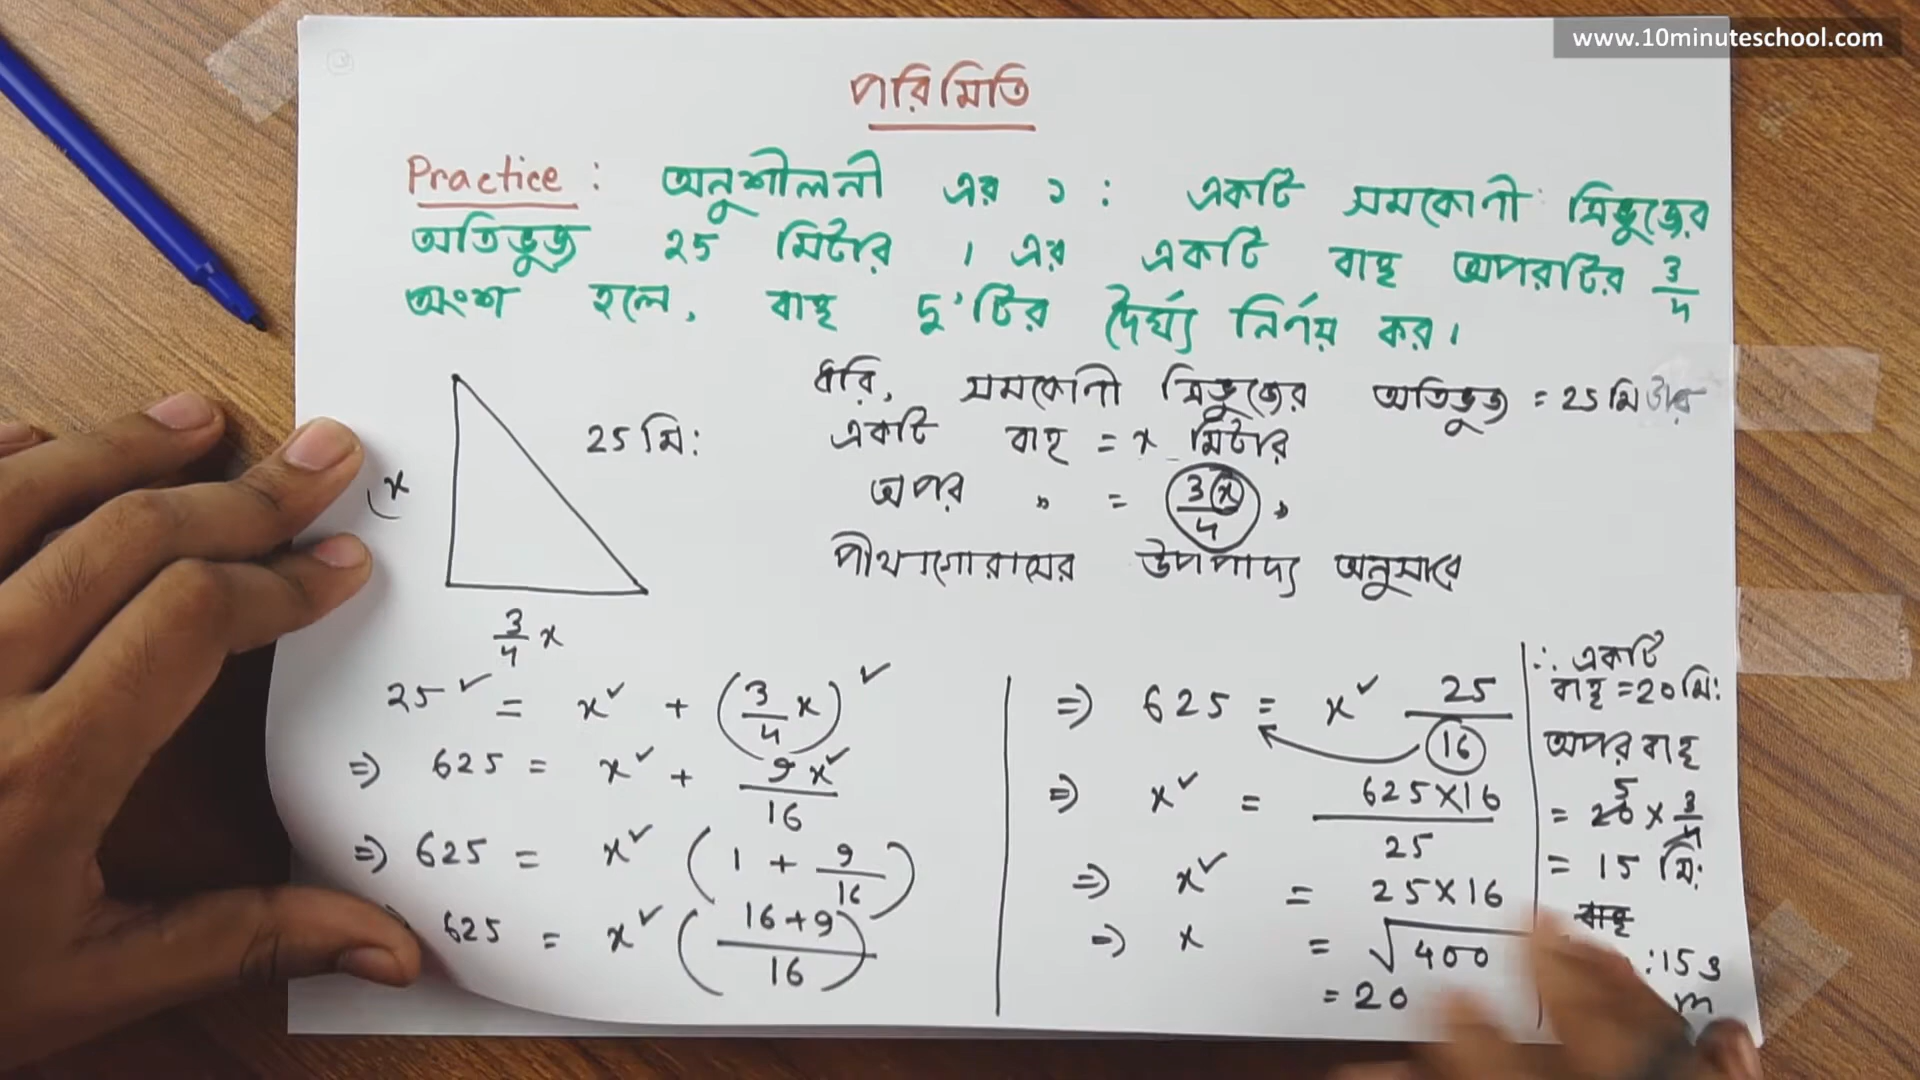 www.10minuteschool.com
পরিমিতি
Practice : অনুশীলনী এর ১ : একটি সমকোণী ত্রিভুজের
অতিভুজ ২৫ মিটার । এর একটি বাহু অপরটির 3/4
অংশ হলে, বাহু দু'টির দৈর্ঘ্য নির্ণয় কর ।
ধরি, সমকোণী ত্রিভুজের অতিভুজ = 25 মিটার
একটি বাহু = x মিটার
অপর " = 3x/4 "
পীথাগোরাসের উপপাদ্য অনুসারে
25 মি:
x
3/4 x
25² = x² + (3/4 x)²
⇒ 625 = x² + 9x²/16
⇒ 625 = x² (1 + 9/16)
625 = x² (16+9/16)
⇒ 625 = x² 25/16
⇒ x² = 625×16/25
⇒ x² = 25×16
⇒ x = √400
= 20
∴ একটি
বাহু = 20 মি:
অপর বাহু
= 20 × 3/4
5
= 15 মি:
: 15
m